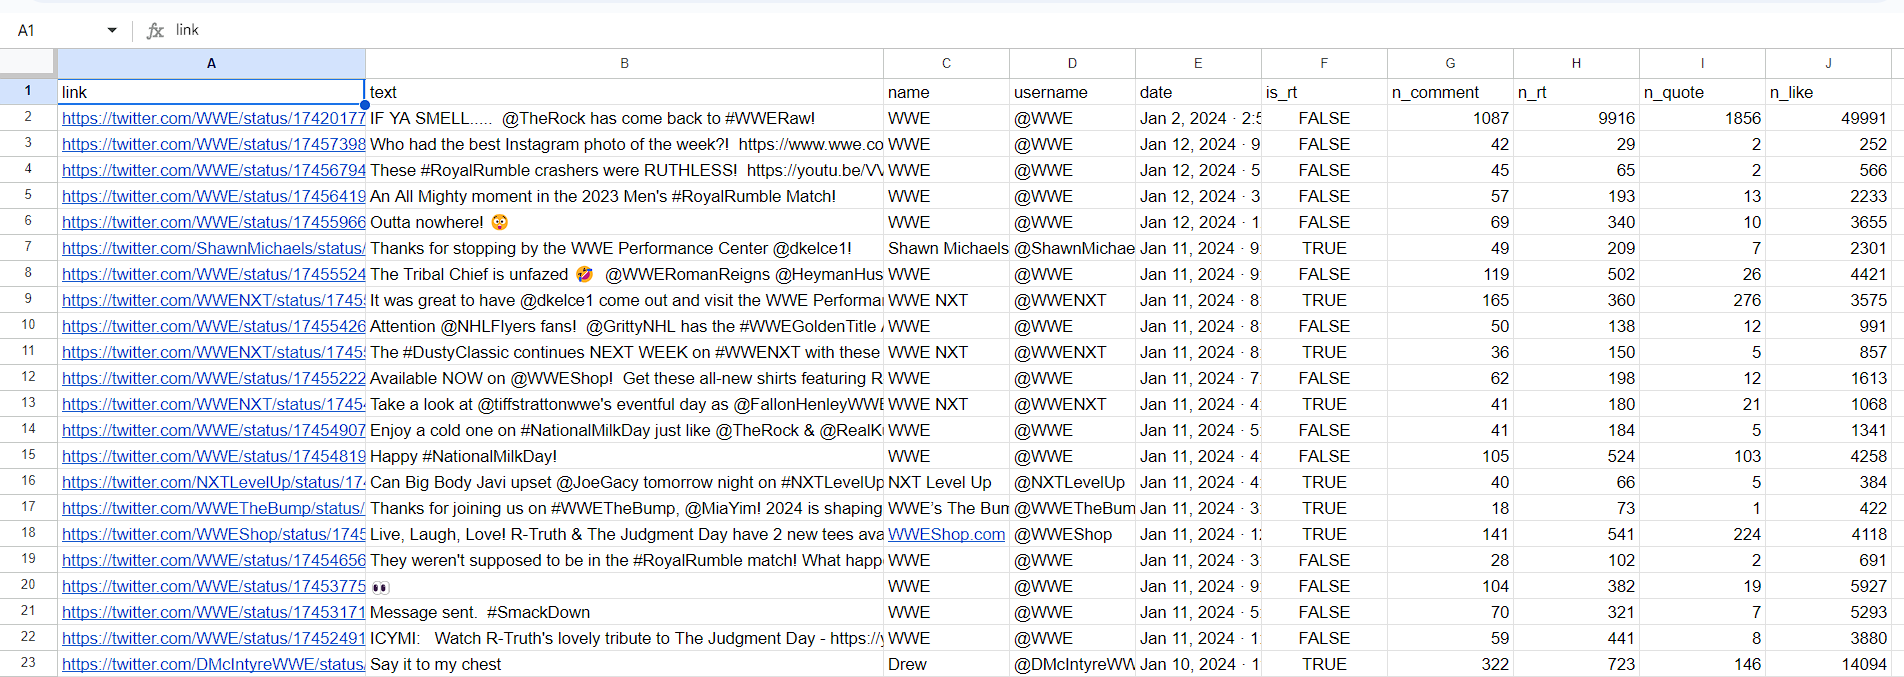 A1 fx link
A B C D E F G H I J
1 link text name username date is_rt n_comment n_rt n_quote n_like
2 https://twitter.com/WWE/status/17420177 IF YA SMELL..... @TheRock has come back to #WWERaw! WWE @WWE Jan 2, 2024 · 2:5 FALSE 1087 9916 1856 49991
3 https://twitter.com/WWE/status/17457398 Who had the best Instagram photo of the week?! https://www.wwe.co WWE @WWE Jan 12, 2024 · 9 FALSE 42 29 2 252
4 https://twitter.com/WWE/status/17456794 These #RoyalRumble crashers were RUTHLESS! https://youtu.be/VV WWE @WWE Jan 12, 2024 · 5 FALSE 45 65 2 566
5 https://twitter.com/WWE/status/17456419 An All Mighty moment in the 2023 Men's #RoyalRumble Match! WWE @WWE Jan 12, 2024 · 3 FALSE 57 193 13 2233
6 https://twitter.com/WWE/status/17455966 Outta nowhere! 😳 WWE @WWE Jan 12, 2024 · 1 FALSE 69 340 10 3655
7 https://twitter.com/ShawnMichaels/status/ Thanks for stopping by the WWE Performance Center @dkelce1! Shawn Michaels @ShawnMichae Jan 11, 2024 · 9 TRUE 49 209 7 2301
8 https://twitter.com/WWE/status/17455524 The Tribal Chief is unfazed 🤣 @WWERomanReigns @HeymanHus WWE @WWE Jan 11, 2024 · 9 FALSE 119 502 26 4421
9 https://twitter.com/WWENXT/status/1745 It was great to have @dkelce1 come out and visit the WWE Performa WWE NXT @WWENXT Jan 11, 2024 · 8 TRUE 165 360 276 3575
10 https://twitter.com/WWE/status/17455426 Attention @NHLFlyers fans! @GrittyNHL has the #WWEGoldenTitle WWE @WWE Jan 11, 2024 · 8 FALSE 50 138 12 991
11 https://twitter.com/WWENXT/status/1745 The #DustyClassic continues NEXT WEEK on #WWENXT with these WWE NXT @WWENXT Jan 11, 2024 · 8 TRUE 36 150 5 857
12 https://twitter.com/WWE/status/17455222 Available NOW on @WWEShop! Get these all-new shirts featuring R WWE @WWE Jan 11, 2024 · 7 FALSE 62 198 12 1613
13 https://twitter.com/WWENXT/status/1745 Take a look at @tiffstrattonwwe's eventful day as @FallonHenleyWWE WWE NXT @WWENXT Jan 11, 2024 · 4 TRUE 41 180 21 1068
14 https://twitter.com/WWE/status/17454907 Enjoy a cold one on #NationalMilkDay just like @TheRock & @RealKu WWE @WWE Jan 11, 2024 · 5 FALSE 41 184 5 1341
15 https://twitter.com/WWE/status/17454819 Happy #NationalMilkDay! WWE @WWE Jan 11, 2024 · 4 FALSE 105 524 103 4258
16 https://twitter.com/NXTLevelUp/status/17 Can Big Body Javi upset @JoeGacy tomorrow night on #NXTLevelUp NXT Level Up @NXTLevelUp Jan 11, 2024 · 4 TRUE 40 66 5 384
17 https://twitter.com/WWETheBump/status/ Thanks for joining us on #WWETheBump, @MiaYim! 2024 is shaping WWE's The Bum @WWETheBump Jan 11, 2024 · 3 TRUE 18 73 1 422
18 https://twitter.com/WWEShop/status/1745 Live, Laugh, Love! R-Truth & The Judgment Day have 2 new tees ava WWEShop.com @WWEShop Jan 11, 2024 · 1 TRUE 141 541 224 4118
19 https://twitter.com/WWE/status/17454656 They weren't supposed to be in the #RoyalRumble match! What happ WWE @WWE Jan 11, 2024 · 3 FALSE 28 102 2 691
20 https://twitter.com/WWE/status/17453775 👀 WWE @WWE Jan 11, 2024 · 9 FALSE 104 382 19 5927
21 https://twitter.com/WWE/status/17453171 Message sent. #SmackDown WWE @WWE Jan 11, 2024 · 5 FALSE 70 321 7 5293
22 https://twitter.com/WWE/status/17452491 ICYMI: Watch R-Truth's lovely tribute to The Judgment Day - https:// WWE @WWE Jan 11, 2024 · 1 FALSE 59 441 8 3880
23 https://twitter.com/DMcIntyreWWE/status/ Say it to my chest Drew @DMcIntyreWW Jan 10, 2024 · 1 TRUE 322 723 146 14094